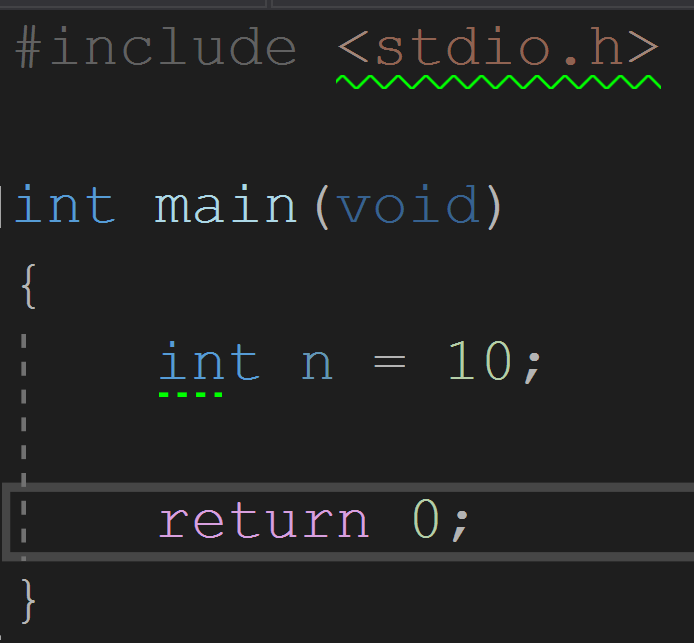 #include <stdio.h>
int main(void)
{
int n = 10;
return 0;
}